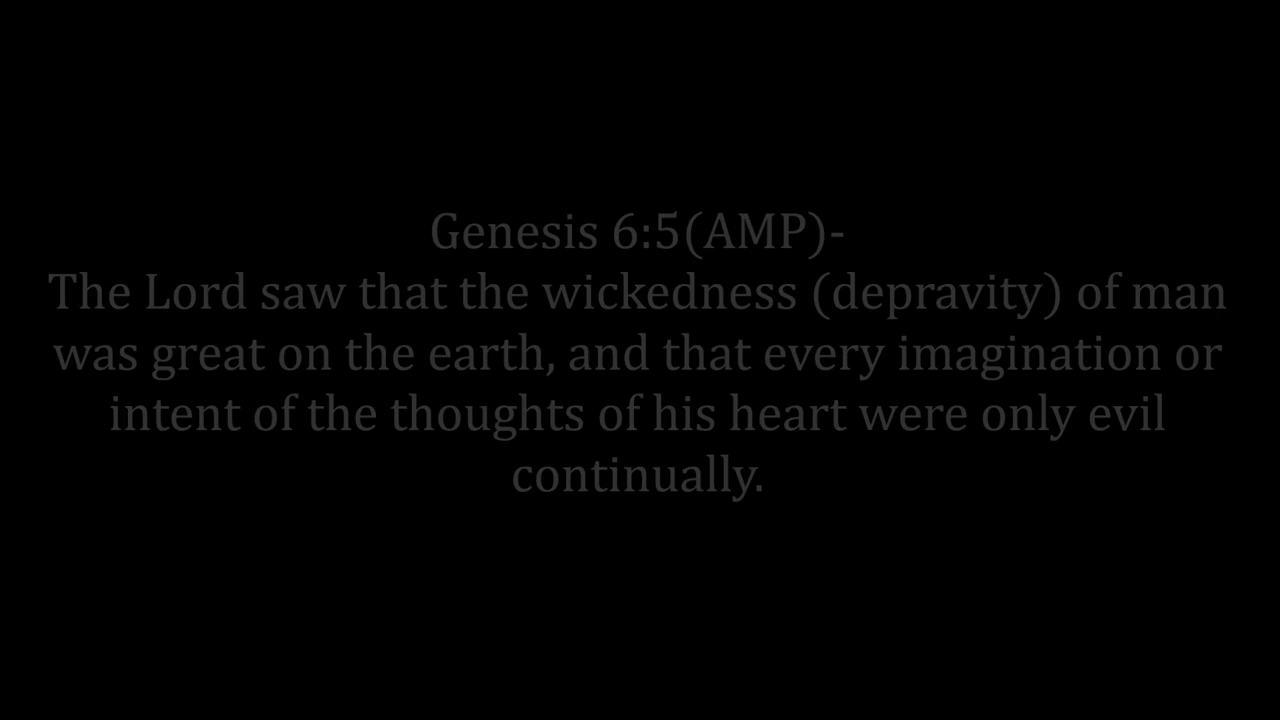 Genesis 6:5(AMP)-
The Lord saw that the wickedness (depravity) of man
was great on the earth, and that every imagination or
intent of the thoughts of his heart were only evil
continually.